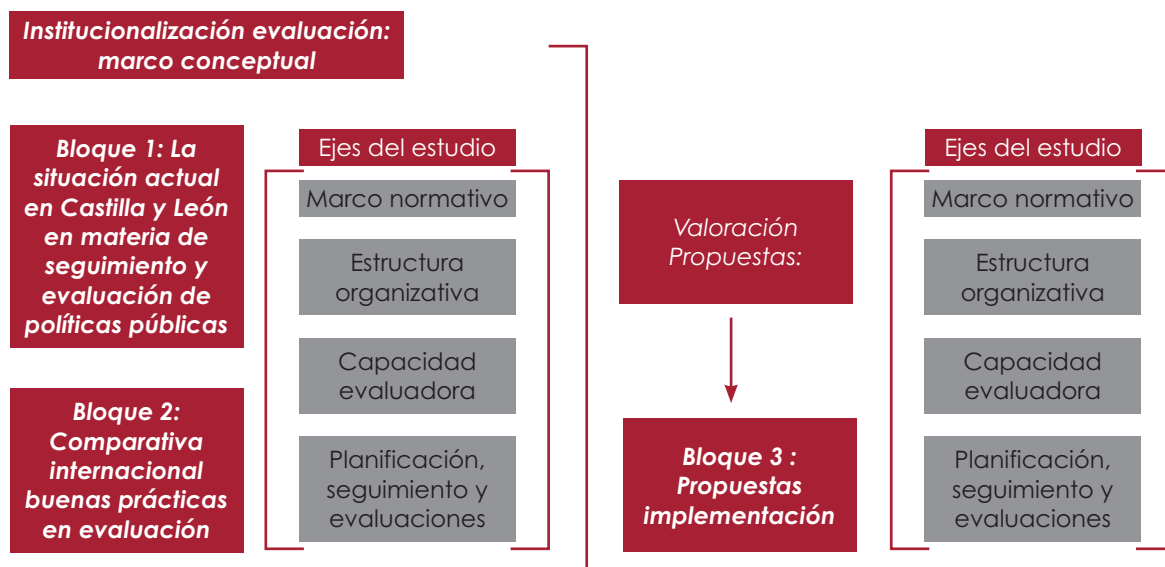 Institucionalización evaluación:
marco conceptual
Bloque 1: La
situación actual
en Castilla y León
en materia de
seguimiento y
evaluación de
políticas públicas
Bloque 2:
Comparativa
internacional
buenas prácticas
en evaluación
Ejes del estudio
Marco normativo
Estructura
organizativa
Capacidad
evaluadora
Planificación,
seguimiento y
evaluaciones
Valoración
Propuestas:
Bloque 3 :
Propuestas
implementación
Ejes del estudio
Marco normativo
Estructura
organizativa
Capacidad
evaluadora
Planificación,
seguimiento y
evaluaciones